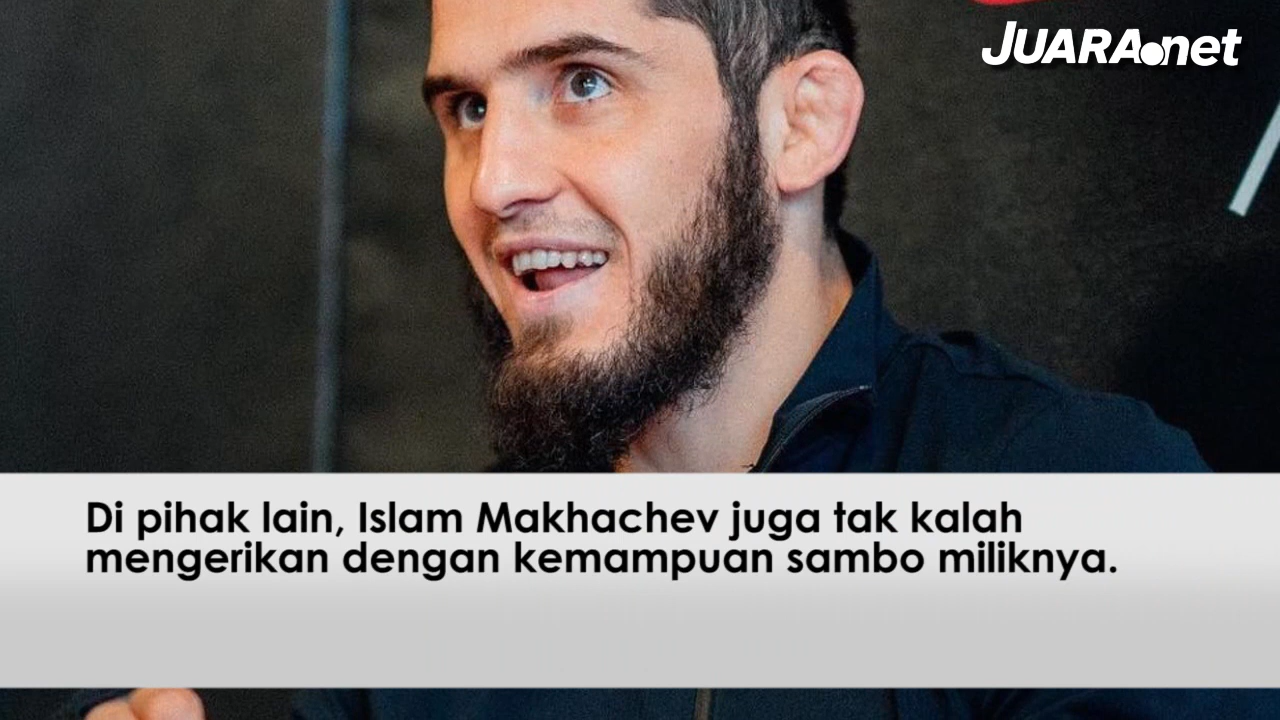 JUARA.net
Di pihak lain, Islam Makhachev juga tak kalah
mengerikan dengan kemampuan sambo miliknya.